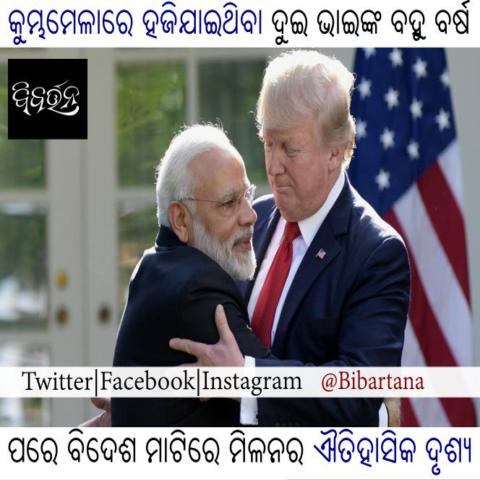 କୁମ୍ଭମେଳାରେ ହଜିଯାଇଥିବା ଦୁଇ ଭାଇଙ୍କ ବହୁ ବର୍ଷ
ବିବର୍ତ୍ତନ
Twitter|Facebook|Instagram @Bibartana
ପରେ ବିଦେଶ ମାଟିରେ ମିଳନର ଐତିହାସିକ ଦୃଶ୍ୟ